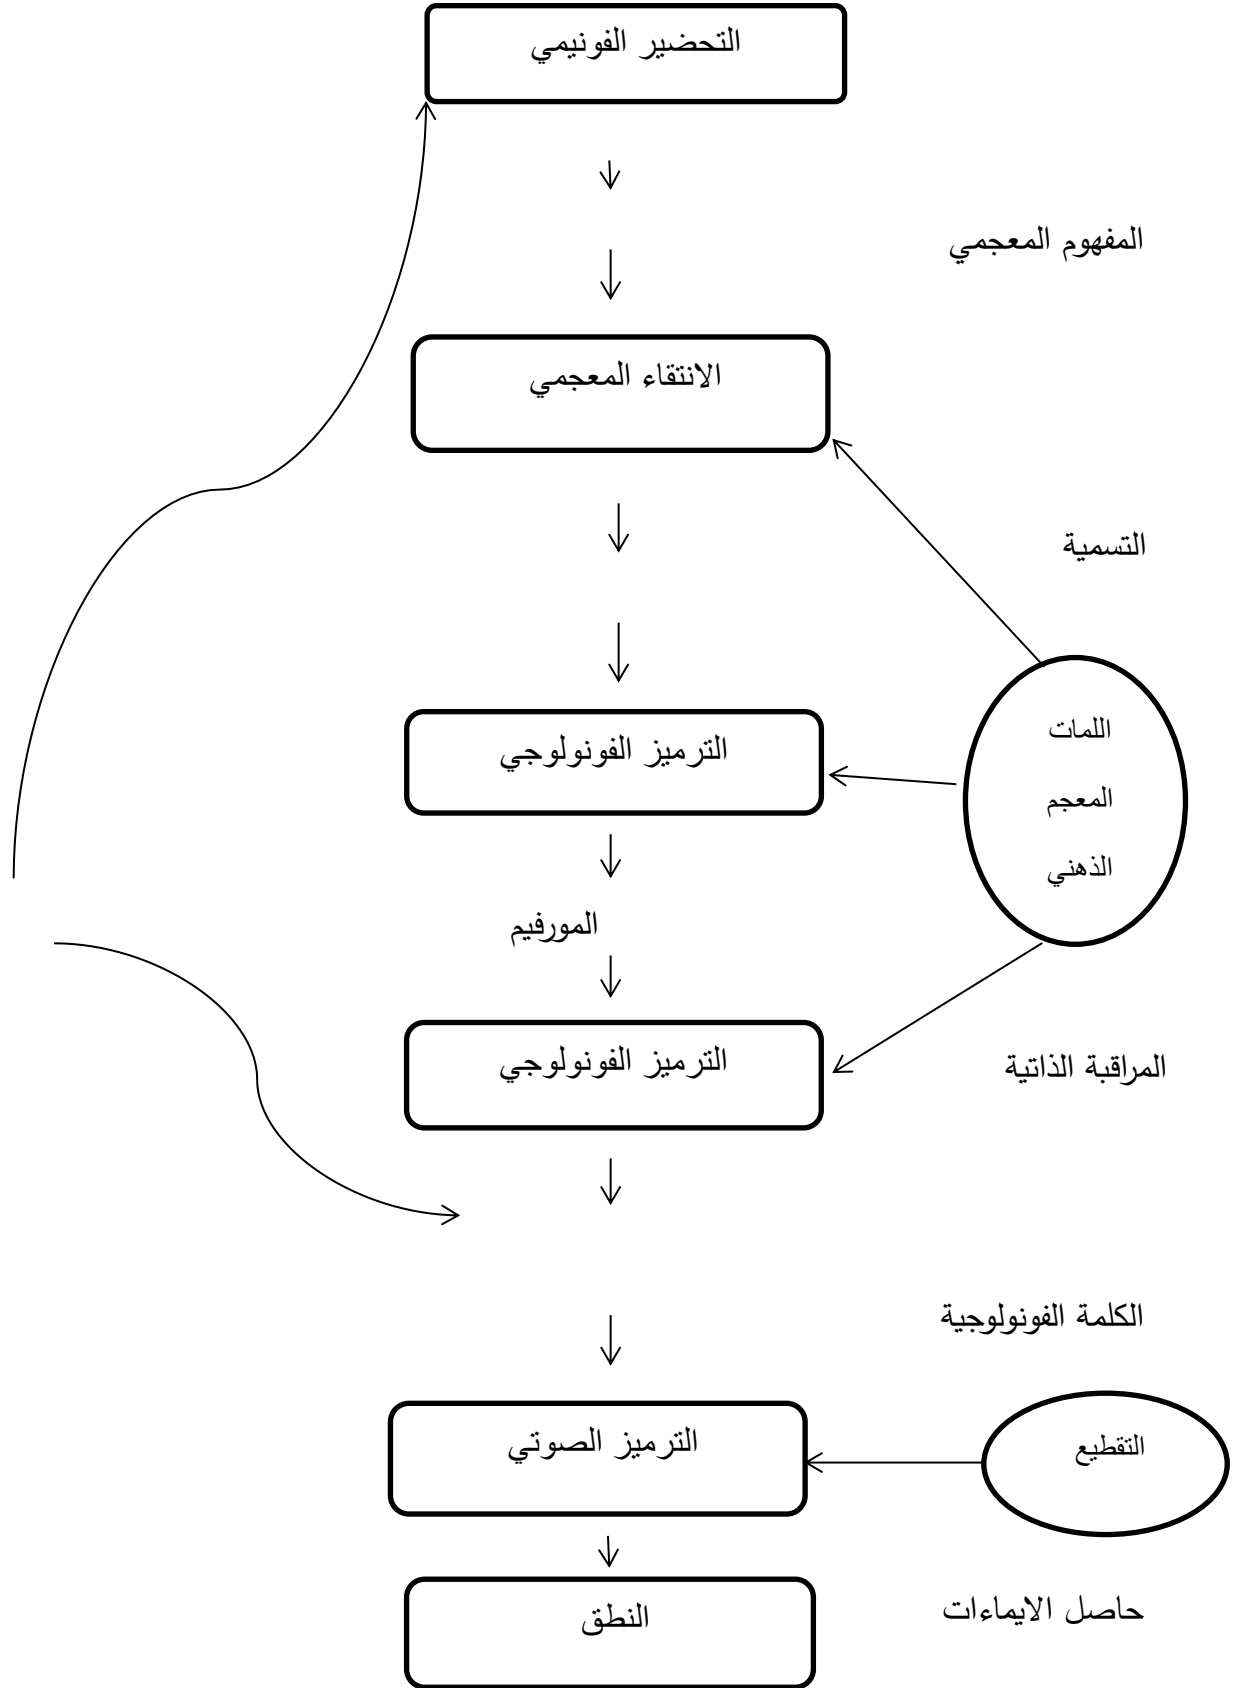 التحضير الفونيمي
المفهوم المعجمي
الانتقاء المعجمي
التسمية
اللمات
المعجم
الذهني
الترميز الفونولوجي
المورفيم
الترميز الفونولوجي
المراقبة الذاتية
الكلمة الفونولوجية
الترميز الصوتي
التقطيع
حاصل الايماءات
النطق